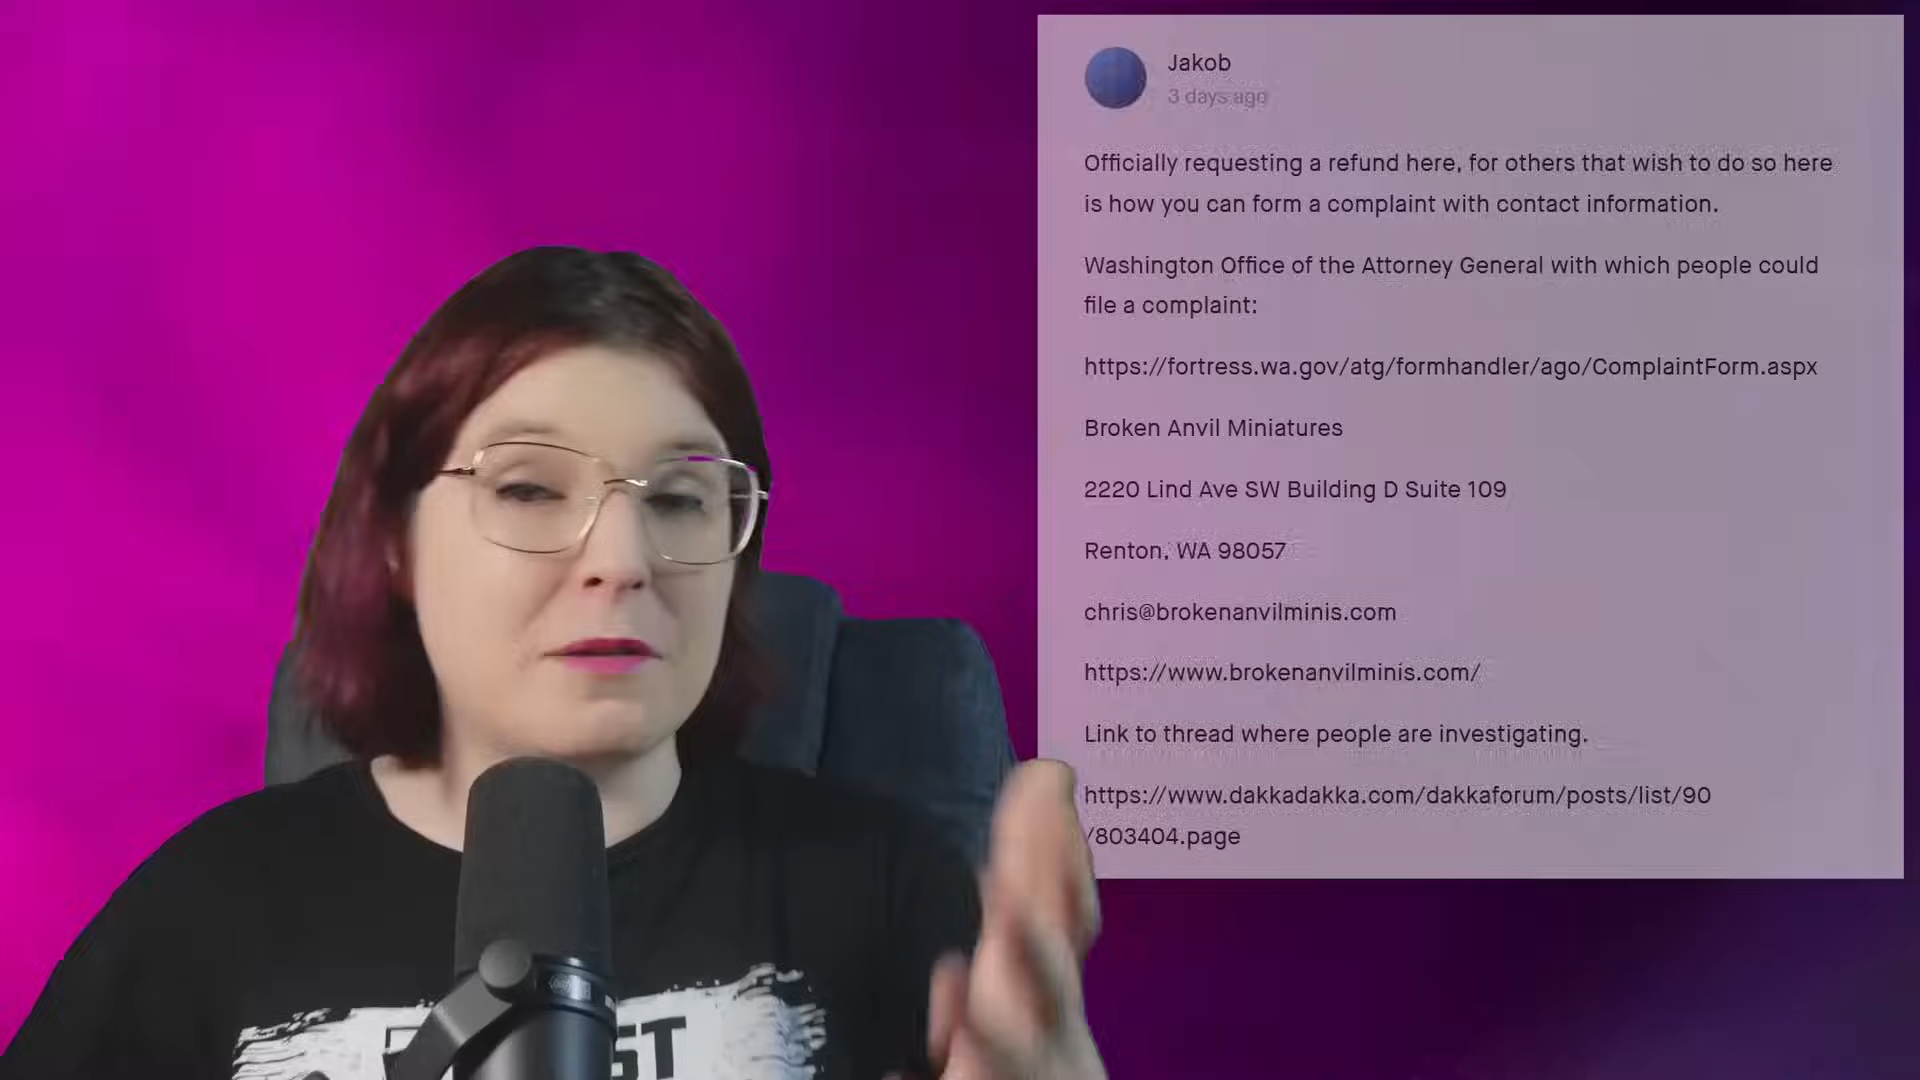 Jakob
3 days ago
Officially requesting a refund here, for others that wish to do so here
is how you can form a complaint with contact information.
Washington Office of the Attorney General with which people could
file a complaint:
https://fortress.wa.gov/atg/formhandler/ago/ComplaintForm.aspx
Broken Anvil Miniatures
2220 Lind Ave SW Building D Suite 109
Renton, WA 98057
chris@brokenanvilminis.com
https://www.brokenanvilminis.com/
Link to thread where people are investigating.
https://www.dakkadakka.com/dakkaforum/posts/list/90
/803404.page